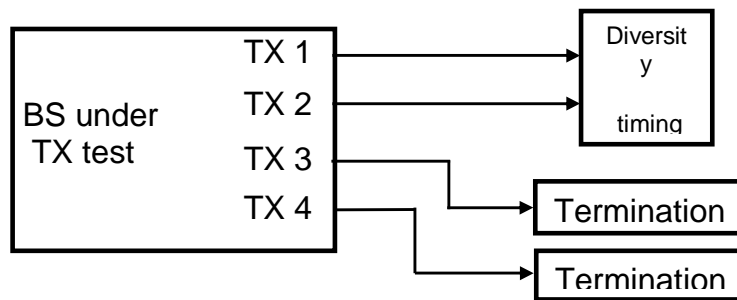 TX 1
Diversit
y
TX 2
BS under
timing
TX test
TX 3
TX 4
Termination
Termination